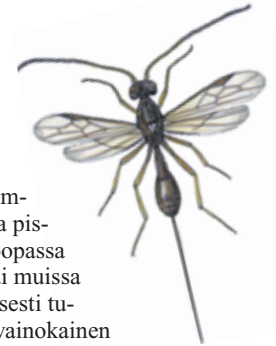 m-
a pis-
opassa
i muissa
sesti tu-
vainokainen